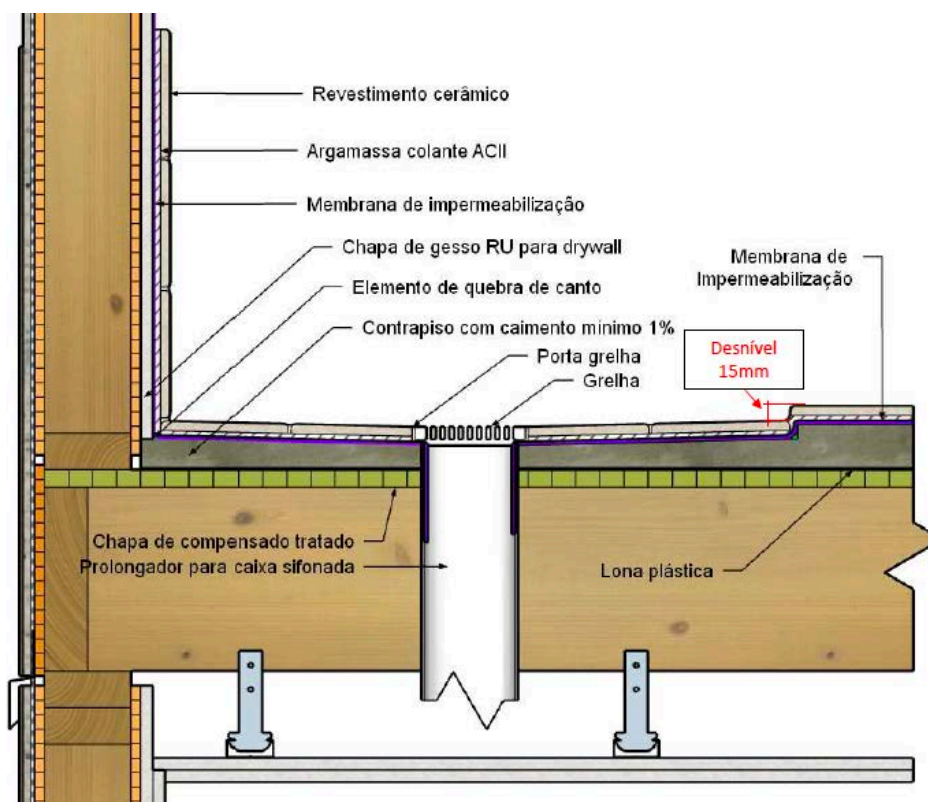 Revestimento cerâmico
Argamassa colante ACII
Membrana de impermeabilização
Chapa de gesso RU para drywall
Elemento de quebra de canto
Contrapiso com caimento minimo 1%
Porta grelha
Grelha
Desnível
15mm
Membrana de
Impermeabilização
Chapa de compensado tratado
Prolongador para caixa sifonada
Lona plástica